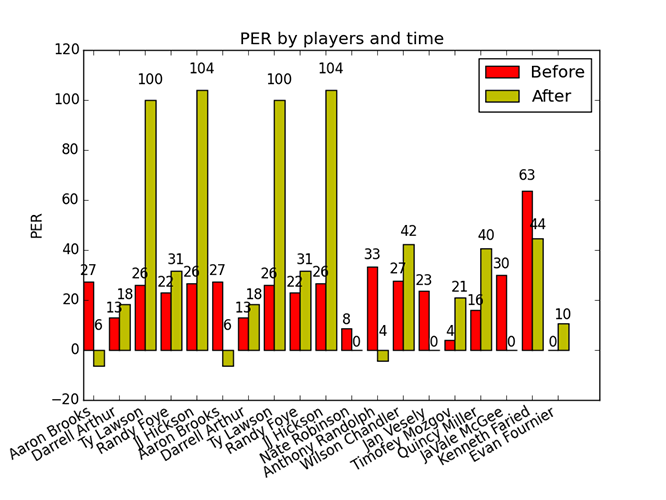 PER by players and time
Before
After
PER
120
100
80
60
40
20
0
−20
27
6
13
18
26
100
22
31
26
104
27
6
13
18
26
100
22
31
26
104
8
0
33
4
27
42
23
0
4
21
16
40
30
0
63
44
0
10
Aaron Brooks
Darrell Arthur
Ty Lawson
Randy Foye
JJ Hickson
Aaron Brooks
Darrell Arthur
Ty Lawson
Randy Foye
JJ Hickson
Nate Robinson
Anthony Randolph
Wilson Chandler
Jan Vesely
Timofey Mozgov
Quincy Miller
JaVale McGee
Kenneth Faried
Evan Fournier